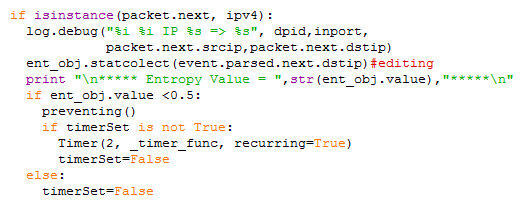 if isinstance(packet.next, ipv4):
  log.debug("%i %i IP %s => %s", dpid,inport,
            packet.next.srcip,packet.next.dstip)
  ent_obj.statcolect(event.parsed.next.dstip)#editing
  print "\n***** Entropy Value = ",str(ent_obj.value),"*****\n"
  if ent_obj.value <0.5:
    preventing()
    if timerSet is not True:
      Timer(2, _timer_func, recurring=True)
      timerSet=False
  else:
    timerSet=False